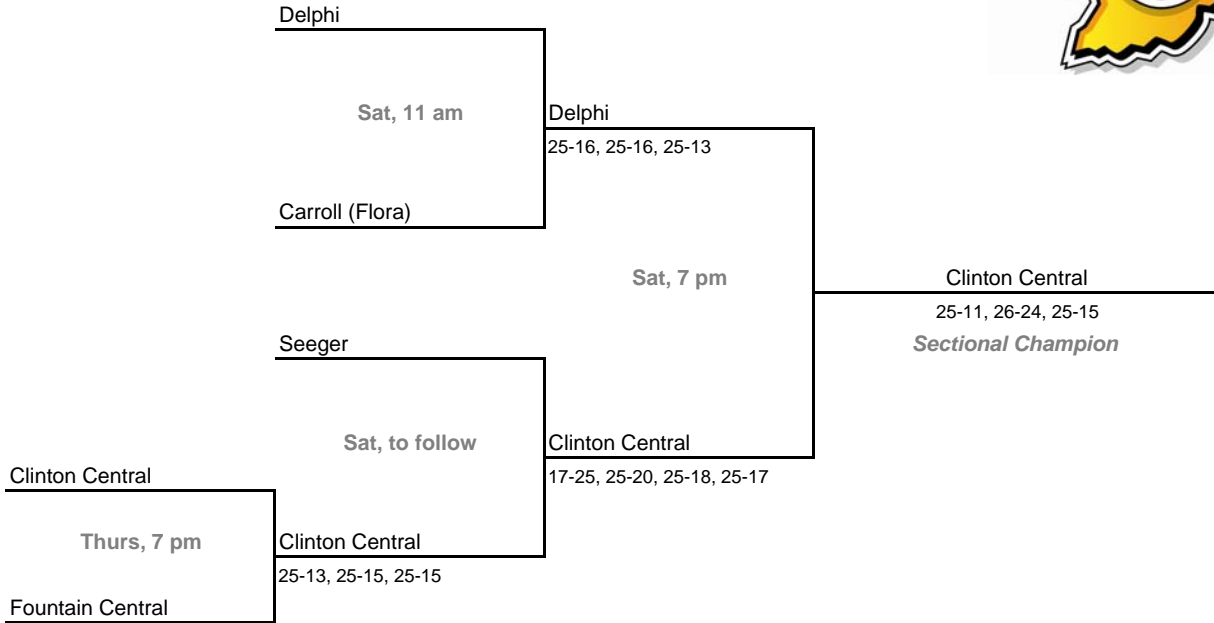 Delphi
Sat, 11 am
Delphi
25-16, 25-16, 25-13
Carroll (Flora)
Sat, 7 pm
Clinton Central
25-11, 26-24, 25-15
Sectional Champion
Seeger
Sat, to follow
Clinton Central
17-25, 25-20, 25-18, 25-17
Clinton Central
Thurs, 7 pm
Clinton Central
25-13, 25-15, 25-15
Fountain Central